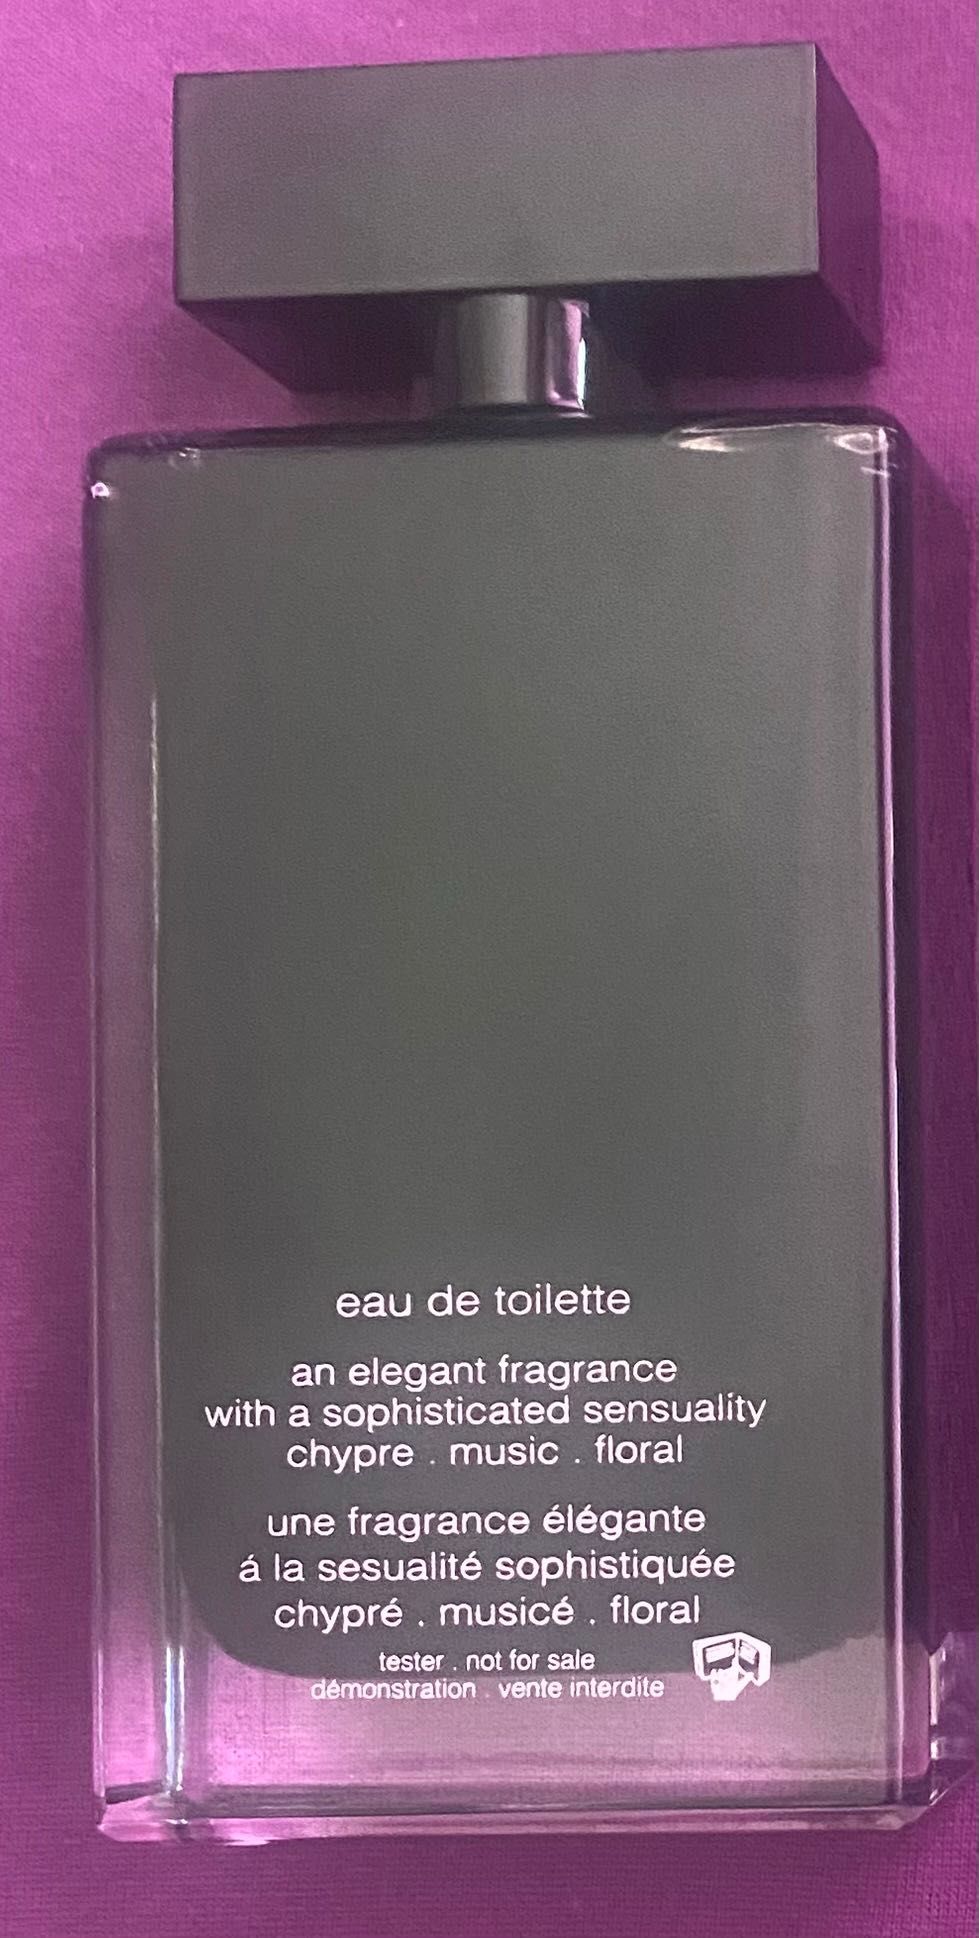 eau de toilette
an elegant fragrance
with a sophisticated sensuality
chypre . music . floral
une fragrance élégante
á la sesualité sophistiquée
chypré . musicé . floral
tester . not for sale
démonstration . vente interdite